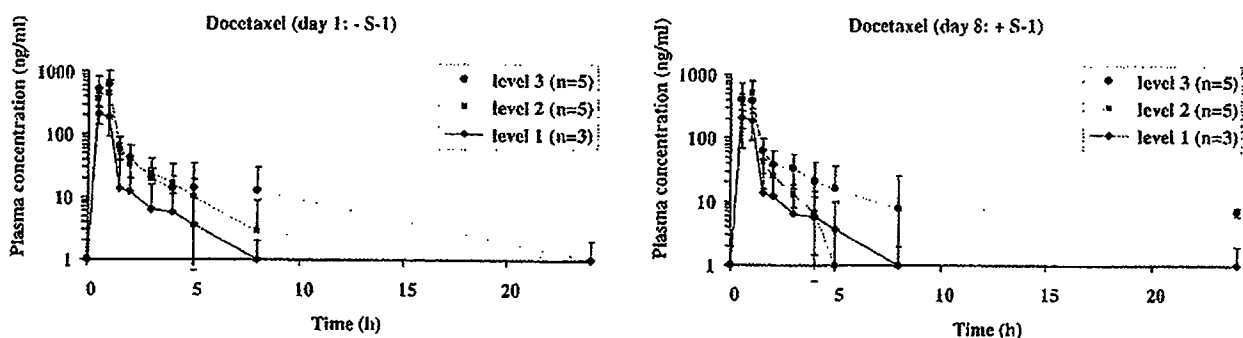 Docetaxel (day 1: - S-1)
Plasma concentration (ng/ml)
1000
100
10
1
level 3 (n=5)
level 2 (n=5)
level 1 (n=3)
0
5
10
15
20
Time (h)
Docetaxel (day 8: + S-1)
Plasma concentration (ng/ml)
1000
100
10
1
level 3 (n=5)
level 2 (n=5)
level 1 (n=3)
0
5
10
15
20
Time (h)